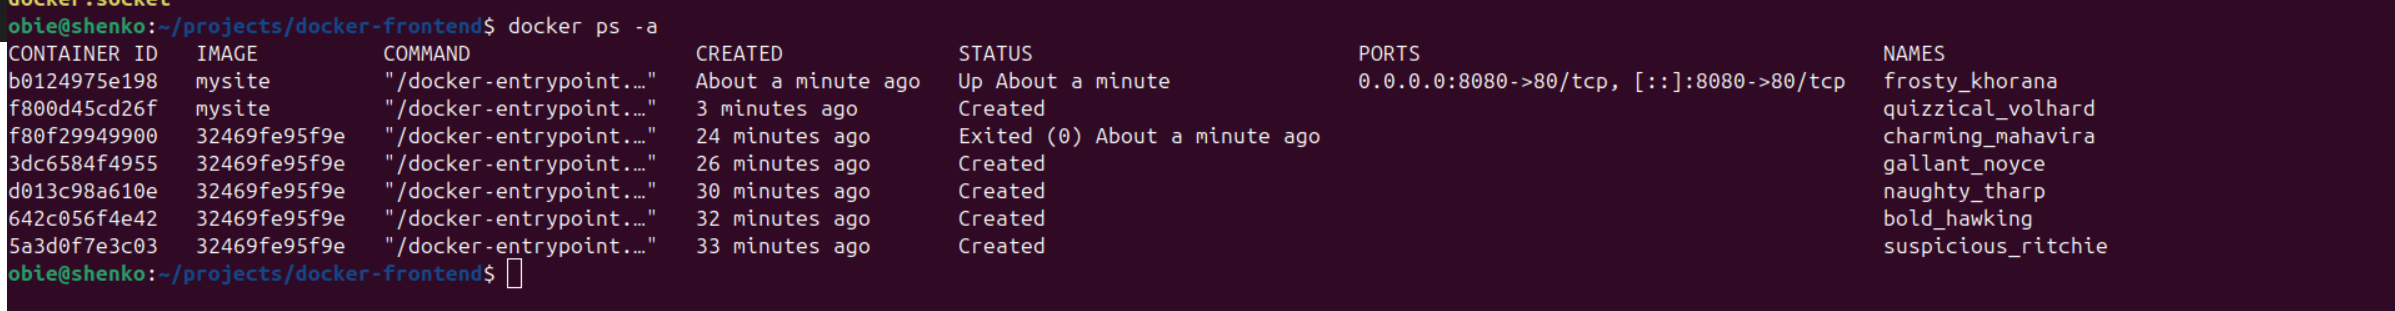 docker.socket
obie@shenko:~/projects/docker-frontend$ docker ps -a
CONTAINER ID   IMAGE          COMMAND                  CREATED              STATUS                          PORTS                                     NAMES
b0124975e198   mysite         "/docker-entrypoint.…"   About a minute ago   Up About a minute               0.0.0.0:8080->80/tcp, [::]:8080->80/tcp   frosty_khorana
f800d45cd26f   mysite         "/docker-entrypoint.…"   3 minutes ago        Created                                                                   quizzical_volhard
f80f29949900   32469fe95f9e   "/docker-entrypoint.…"   24 minutes ago       Exited (0) About a minute ago                                             charming_mahavira
3dc6584f4955   32469fe95f9e   "/docker-entrypoint.…"   26 minutes ago       Created                                                                   gallant_noyce
d013c98a610e   32469fe95f9e   "/docker-entrypoint.…"   30 minutes ago       Created                                                                   naughty_tharp
642c056f4e42   32469fe95f9e   "/docker-entrypoint.…"   32 minutes ago       Created                                                                   bold_hawking
5a3d0f7e3c03   32469fe95f9e   "/docker-entrypoint.…"   33 minutes ago       Created                                                                   suspicious_ritchie
obie@shenko:~/projects/docker-frontend$